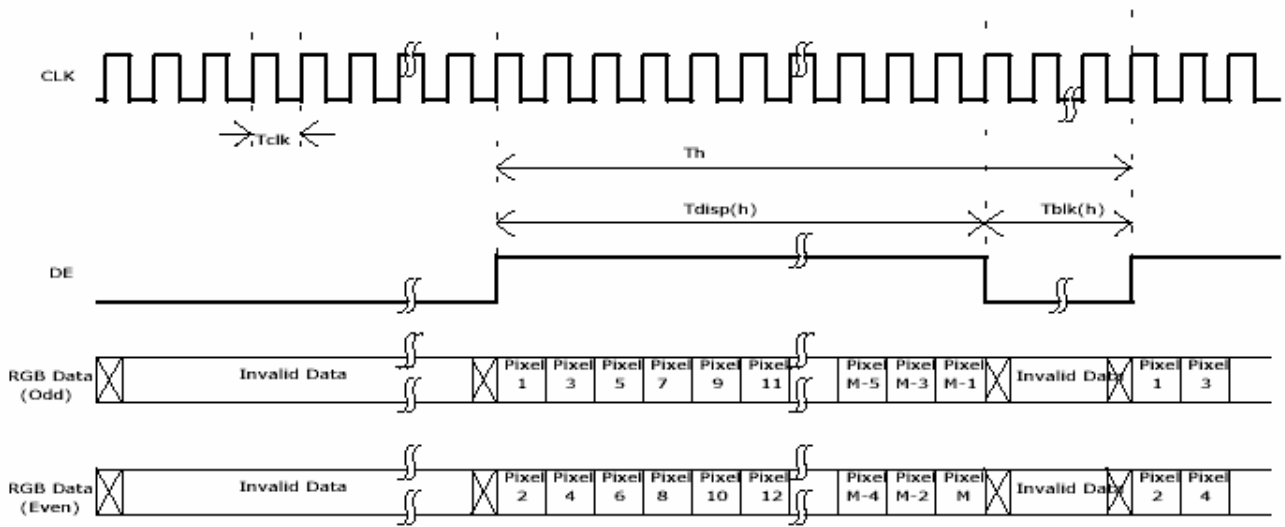 CLK
Tclk
Th
Tdisp(h) Tblk(h)
DE
RGB Data
(Odd)
Invalid Data
Pixel 1
Pixel 3
Pixel 5
Pixel 7
Pixel 9
Pixel 11
Pixel M-5
Pixel M-3
Pixel M-1
Invalid Data
Pixel 1
Pixel 3
RGB Data
(Even)
Invalid Data
Pixel 2
Pixel 4
Pixel 6
Pixel 8
Pixel 10
Pixel 12
Pixel M-4
Pixel M-2
Pixel M
Invalid Data
Pixel 2
Pixel 4